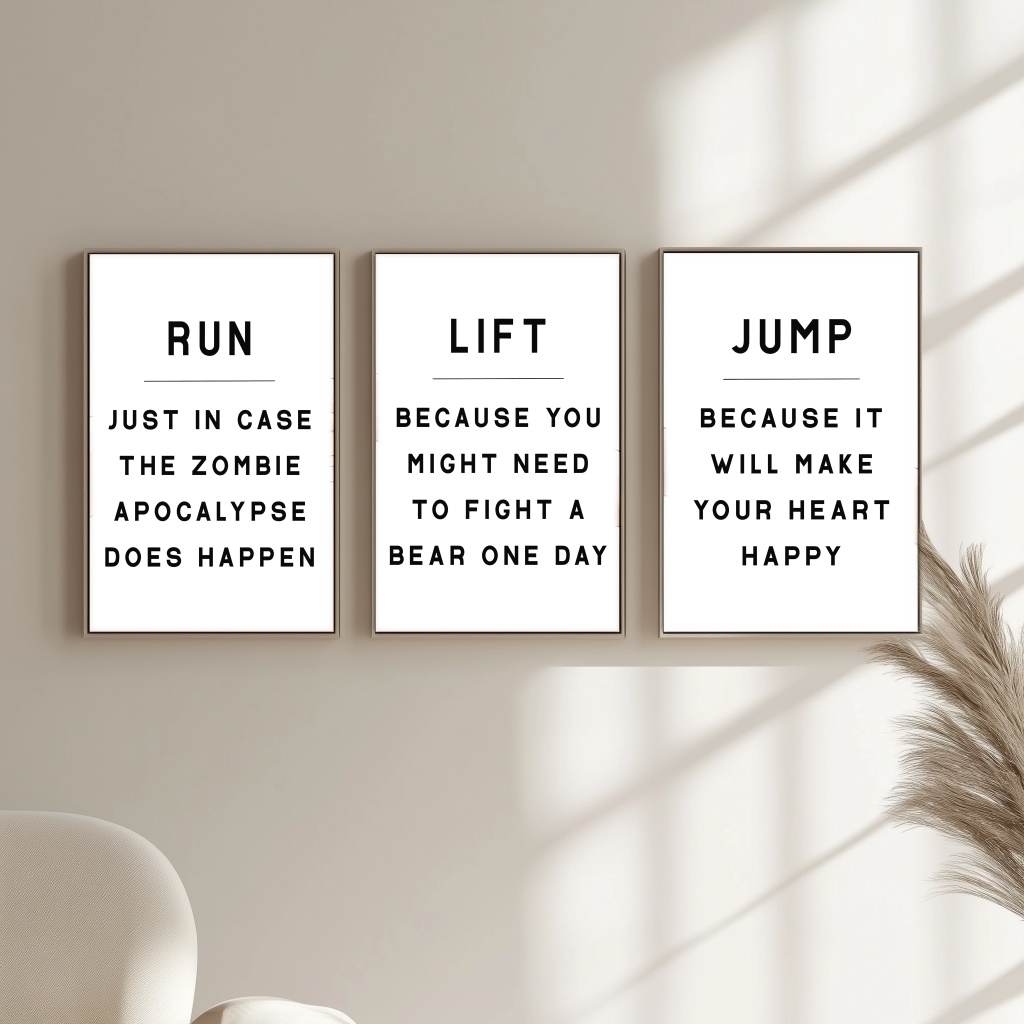 RUN
JUST IN CASE
THE ZOMBIE
APOCALYPSE
DOES HAPPEN
LIFT
BECAUSE YOU
MIGHT NEED
TO FIGHT A
BEAR ONE DAY
JUMP
BECAUSE IT
WILL MAKE
YOUR HEART
HAPPY